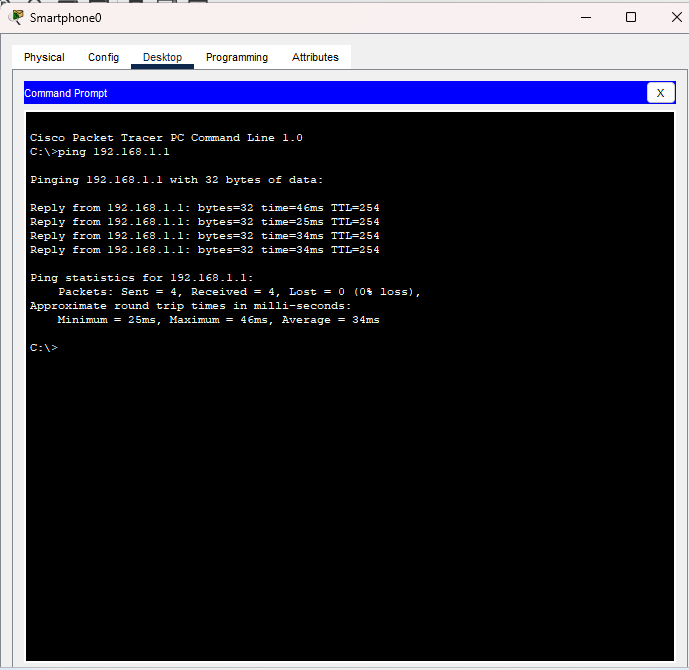 Smartphone0
Physical Config Desktop Programming Attributes
Command Prompt X
Cisco Packet Tracer PC Command Line 1.0
C:\>ping 192.168.1.1
Pinging 192.168.1.1 with 32 bytes of data:
Reply from 192.168.1.1: bytes=32 time=46ms TTL=254
Reply from 192.168.1.1: bytes=32 time=25ms TTL=254
Reply from 192.168.1.1: bytes=32 time=34ms TTL=254
Reply from 192.168.1.1: bytes=32 time=34ms TTL=254
Ping statistics for 192.168.1.1:
Packets: Sent = 4, Received = 4, Lost = 0 (0% loss),
Approximate round trip times in milli-seconds:
Minimum = 25ms, Maximum = 46ms, Average = 34ms
C:\>